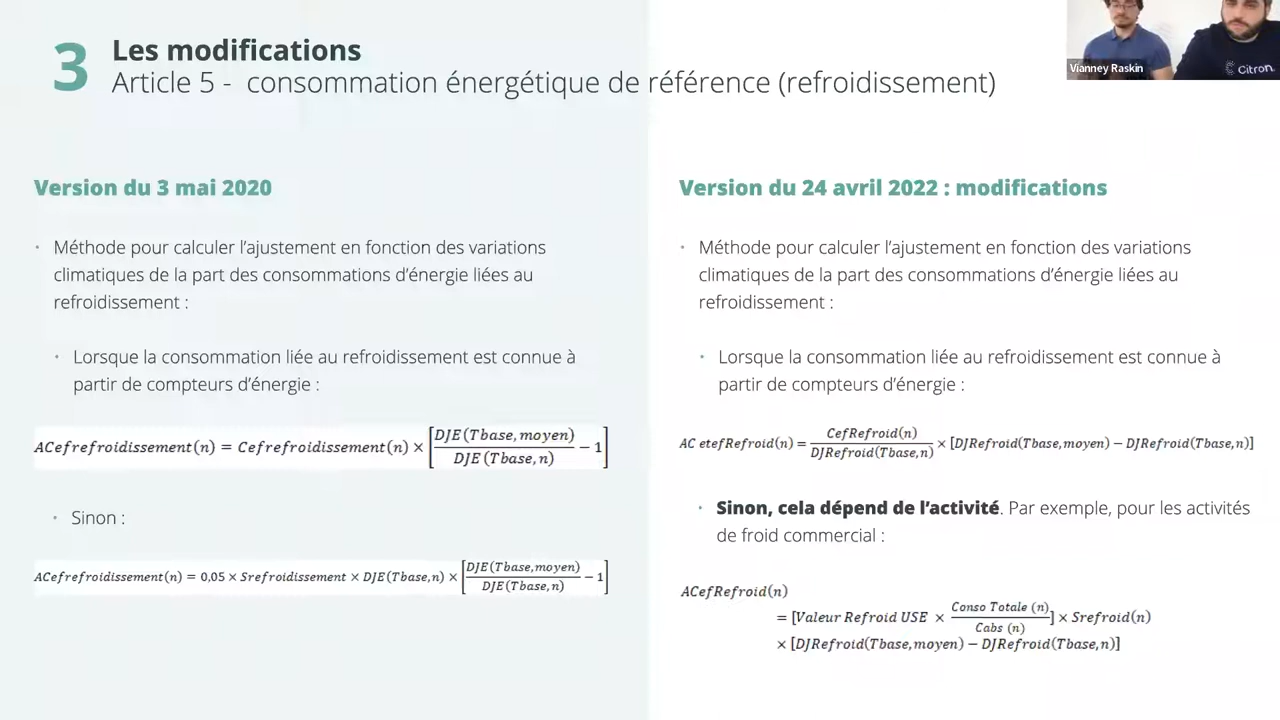 3
Les modifications
Article 5 - consommation énergétique de référence (refroidissement)
Vianney Raskin
Citron
Version du 3 mai 2020
• Méthode pour calculer l'ajustement en fonction des variations
climatiques de la part des consommations d'énergie liées au
refroidissement :
• Lorsque la consommation liée au refroidissement est connue à
partir de compteurs d'énergie :
ACefrefroidissement(n) = Cefrefroidissement(n) × [DJE(Tbase,moyen) / DJE(Tbase,n) − 1]
• Sinon :
ACefrefroidissement(n) = 0,05 × Srefroidissement × DJE(Tbase,n) × [DJE(Tbase,moyen) / DJE(Tbase,n) − 1]
Version du 24 avril 2022 : modifications
• Méthode pour calculer l'ajustement en fonction des variations
climatiques de la part des consommations d'énergie liées au
refroidissement :
• Lorsque la consommation liée au refroidissement est connue à
partir de compteurs d'énergie :
AC etefRefroid(n) = CefRefroid(n) / DJRefroid(Tbase,n) × [DJRefroid(Tbase,moyen) − DJRefroid(Tbase,n)]
• Sinon, cela dépend de l'activité. Par exemple, pour les activités
de froid commercial :
ACefRefroid(n)
= [Valeur Refroid USE × Conso Totale (n) / Cabs (n)] × Srefroid(n)
× [DJRefroid(Tbase,moyen) − DJRefroid(Tbase,n)]